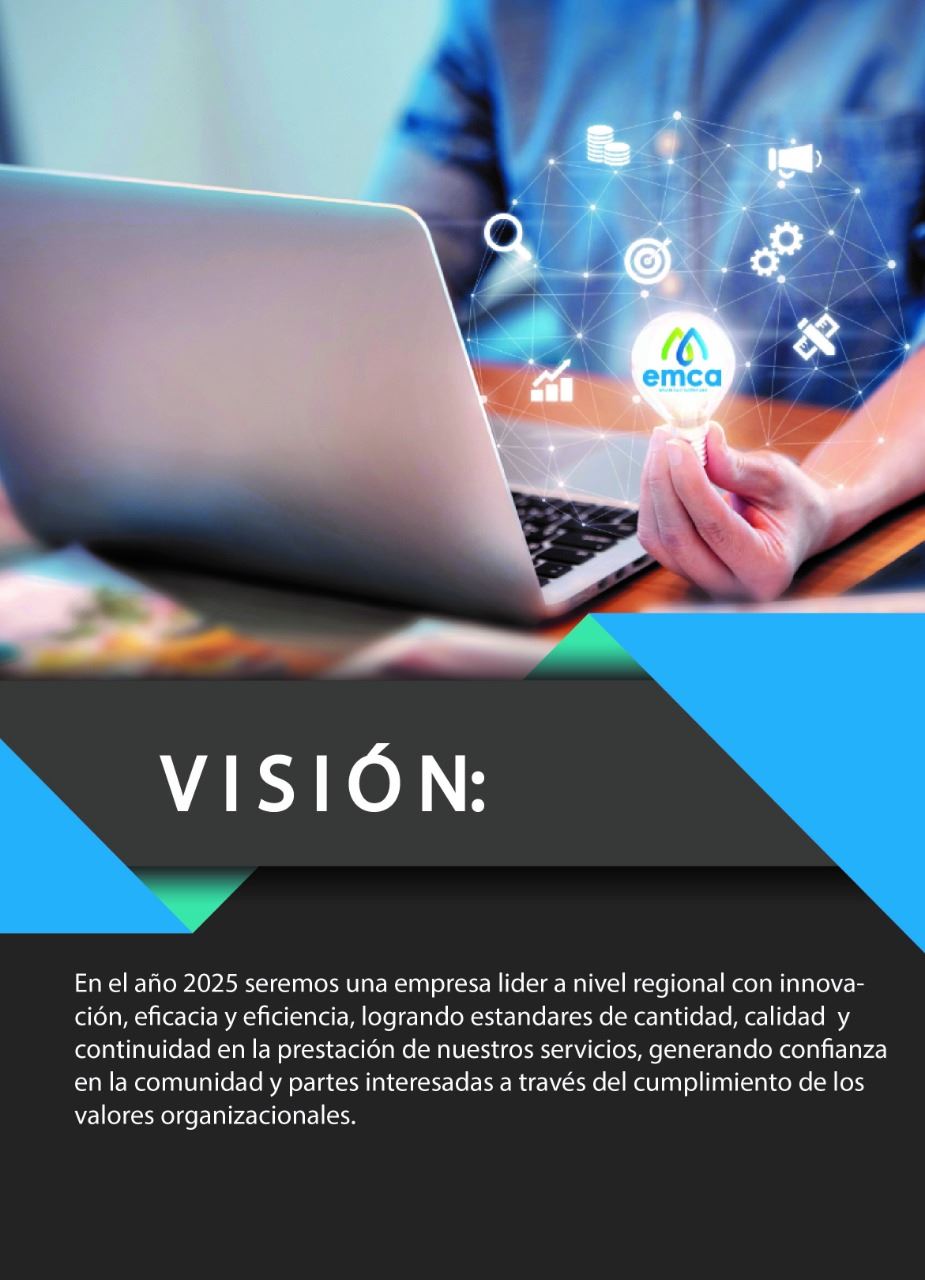 emca
VISIÓN:
En el año 2025 seremos una empresa lider a nivel regional con innova-
ción, eficacia y eficiencia, logrando estandares de cantidad, calidad y
continuidad en la prestación de nuestros servicios, generando confianza
en la comunidad y partes interesadas a través del cumplimiento de los
valores organizacionales.